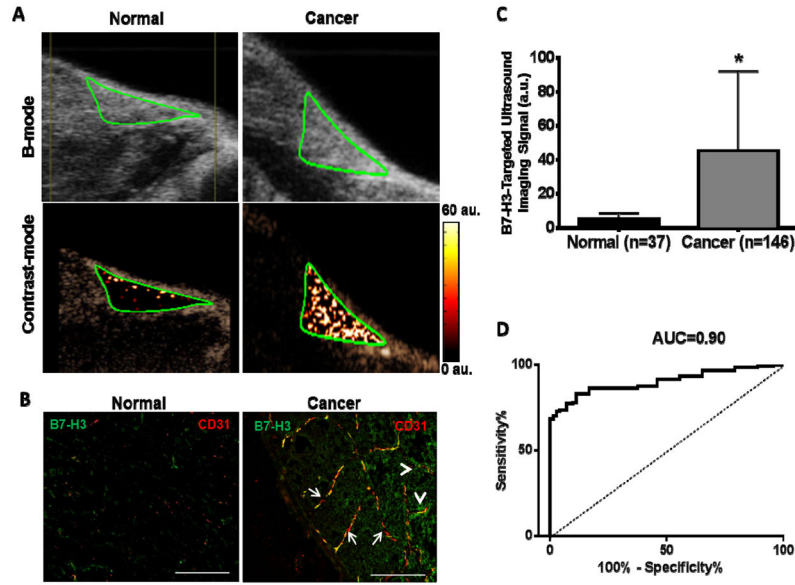 A
Normal
Cancer
B-mode
Contrast-mode
60 au.
0 au.
B
Normal
Cancer
B7-H3
CD31
B7-H3
CD31
C
B7-H3-Targeted Ultrasound
Imaging Signal (a.u.)
100
80
60
40
20
0
*
Normal (n=37)
Cancer (n=146)
D
AUC=0.90
Sensitivity%
100
50
0
0
50
100
100% - Specificity%